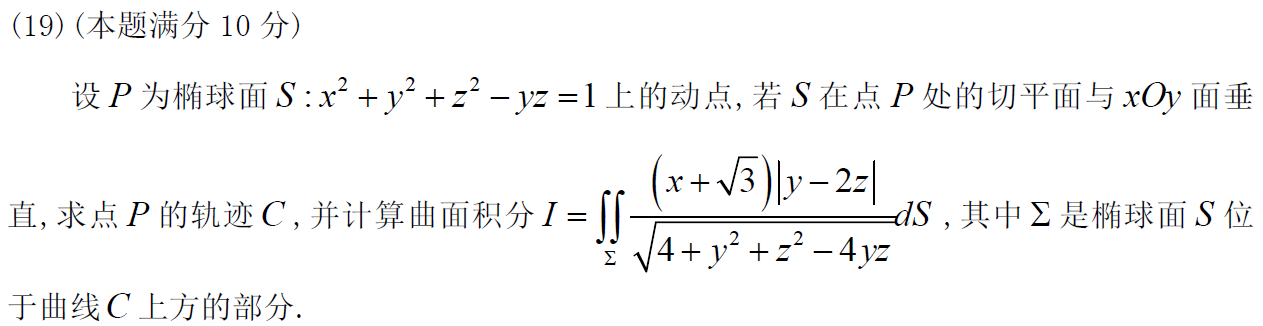 (19)(本题满分 10 分)
设 P 为椭球面 S : x² + y² + z² − yz = 1 上的动点, 若 S 在点 P 处的切平面与 xOy 面垂
直, 求点 P 的轨迹 C , 并计算曲面积分 I = ∬_Σ \frac{(x + √3)|y − 2z|}{\sqrt{4 + y² + z² − 4yz}} dS , 其中 Σ 是椭球面 S 位
于曲线 C 上方的部分.